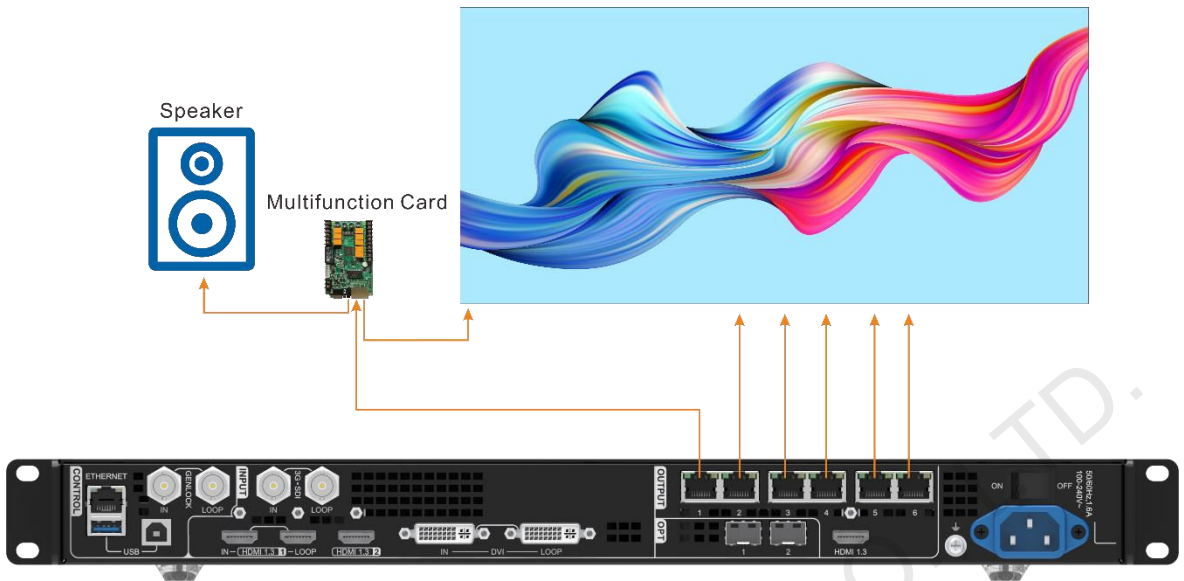 Speaker
Multifunction Card
CONTROL
ETHERNET
USB
IN
GENLOCK
LOOP
INPUT
IN
3G-SDI
LOOP
IN
HDMI 1.3
1
LOOP
HDMI 1.3
2
IN
DVI
LOOP
OUTPUT
1
2
3
4
5
6
OPT
1
2
HDMI 1.3
ON
OFF
50/60Hz,1.6A
100-240V~
O., LTD.